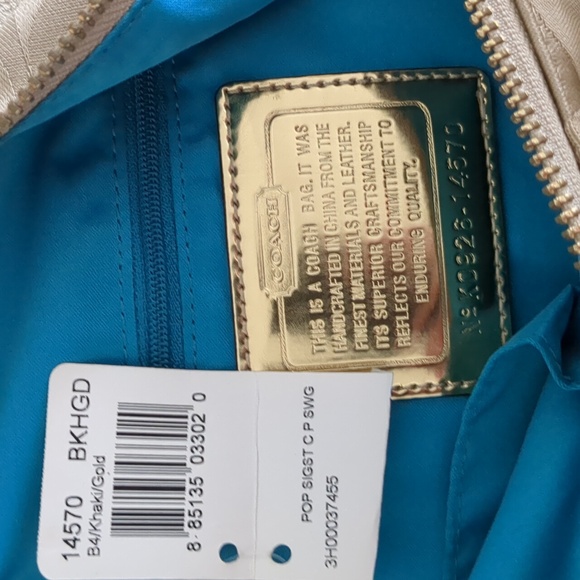 COACH
THIS IS A COACH BAG. IT WAS
HANDCRAFTED IN CHINA FROM THE
FINEST MATERIALS AND LEATHER.
ITS SUPERIOR CRAFTSMANSHIP
REFLECTS OUR COMMITMENT TO
ENDURING QUALITY.
No K0926-14570
14570 BKHGD
B4/Khaki/Gold
8 85135 03302 0
POP SIGST C P SWG
3H00037455